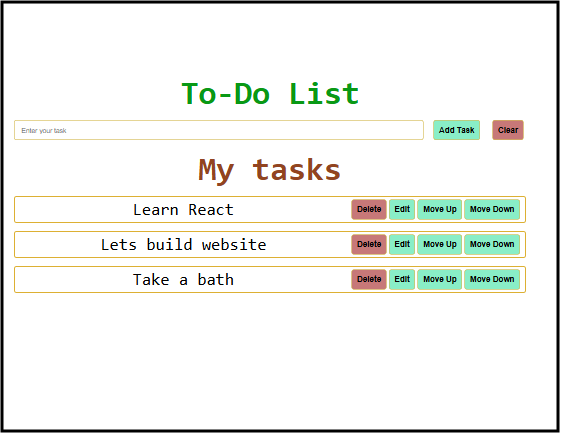 To-Do List
Enter your task Add Task Clear
My tasks
Learn React Delete Edit Move Up Move Down
Lets build website Delete Edit Move Up Move Down
Take a bath Delete Edit Move Up Move Down